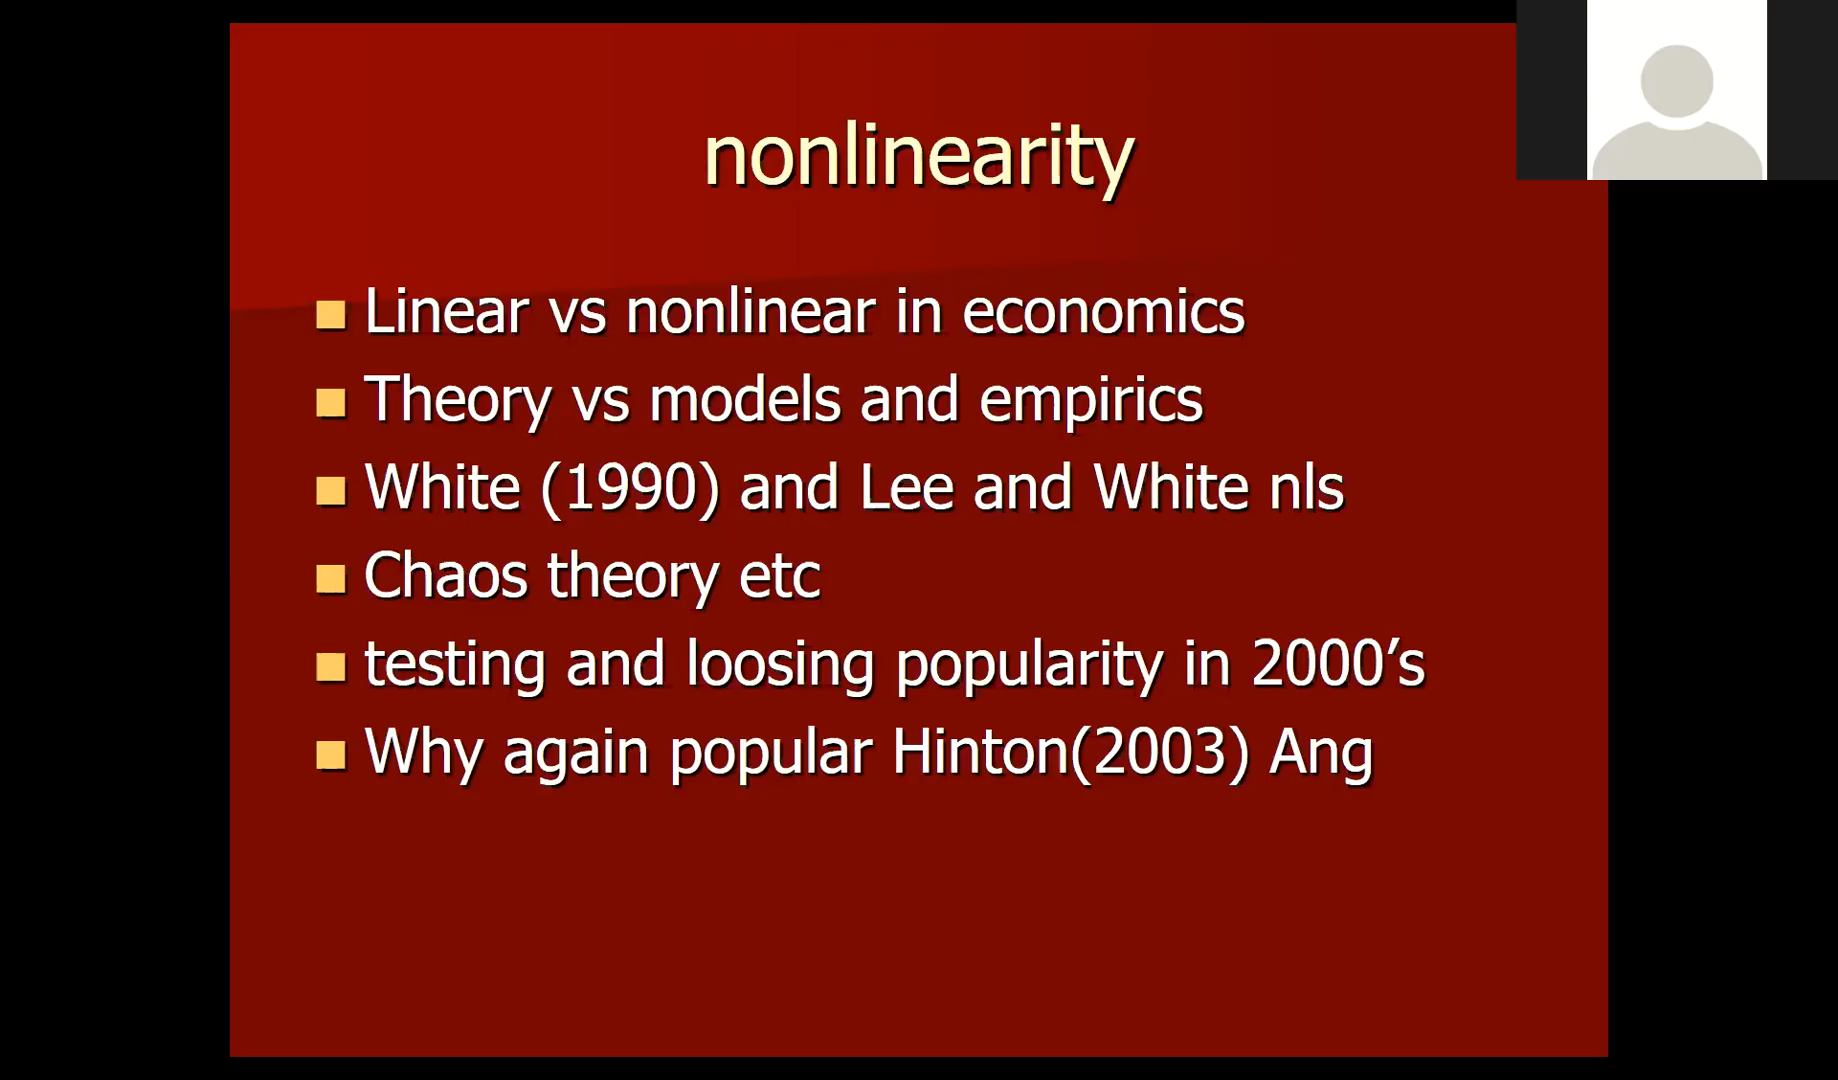 nonlinearity
Linear vs nonlinear in economics
Theory vs models and empirics
White (1990) and Lee and White nls
Chaos theory etc
testing and loosing popularity in 2000’s
Why again popular Hinton(2003) Ang